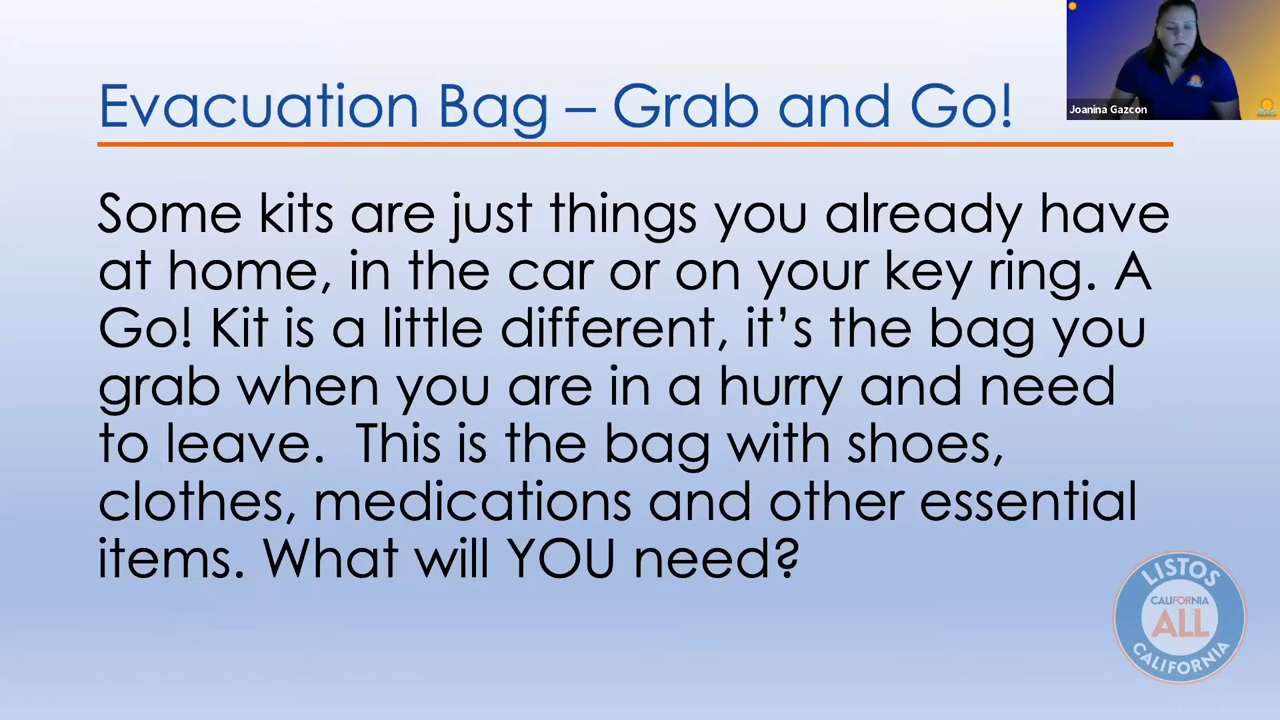 Evacuation Bag – Grab and Go!
Joanina Gazcon
Some kits are just things you already have
at home, in the car or on your key ring. A
Go! Kit is a little different, it’s the bag you
grab when you are in a hurry and need
to leave.  This is the bag with shoes,
clothes, medications and other essential
items. What will YOU need?
LISTOS
CALIFORNIA
ALL
CALIFORNIA